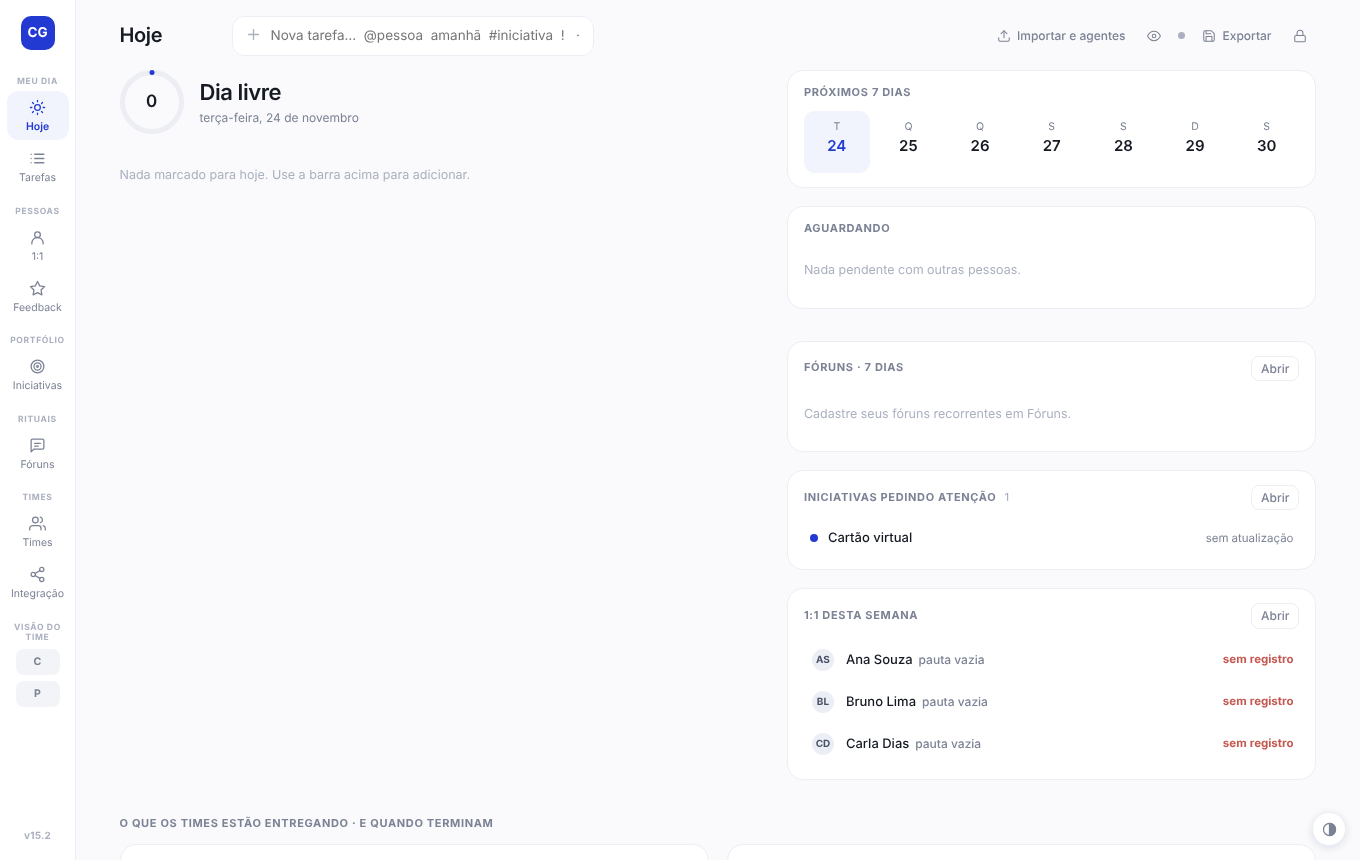 CG
MEU DIA
Hoje
Tarefas
PESSOAS
1:1
Feedback
PORTFÓLIO
Iniciativas
RITUAIS
Fóruns
TIMES
Times
Integração
VISÃO DO
TIME
C
P
v15.2
Hoje
Nova tarefa... @pessoa amanhã #iniciativa ! ·
Importar e agentes
Exportar
0
Dia livre
terça-feira, 24 de novembro
Nada marcado para hoje. Use a barra acima para adicionar.
PRÓXIMOS 7 DIAS
T Q Q S S D S
24 25 26 27 28 29 30
AGUARDANDO
Nada pendente com outras pessoas.
FÓRUNS · 7 DIAS
Abrir
Cadastre seus fóruns recorrentes em Fóruns.
INICIATIVAS PEDINDO ATENÇÃO 1
Abrir
Cartão virtual sem atualização
1:1 DESTA SEMANA
Abrir
AS Ana Souza pauta vazia sem registro
BL Bruno Lima pauta vazia sem registro
CD Carla Dias pauta vazia sem registro
O QUE OS TIMES ESTÃO ENTREGANDO · E QUANDO TERMINAM